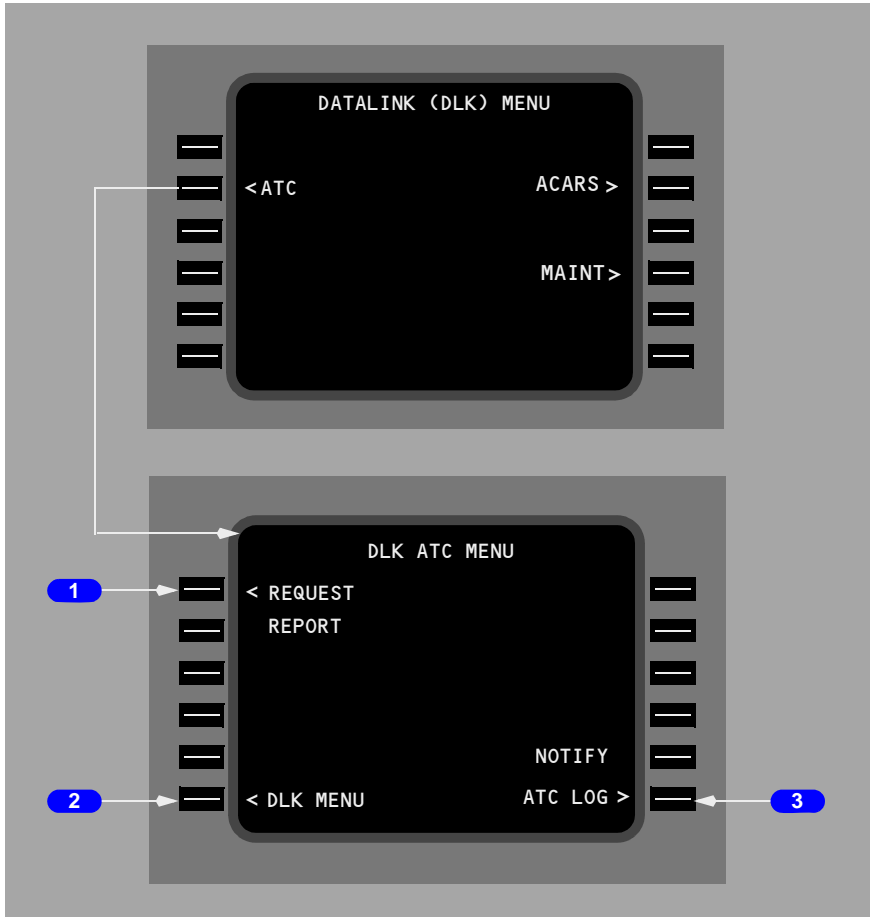 DATALINK (DLK) MENU
<ATC ACARS >
MAINT>
DLK ATC MENU
1 < REQUEST
REPORT
NOTIFY
2 < DLK MENU ATC LOG > 3